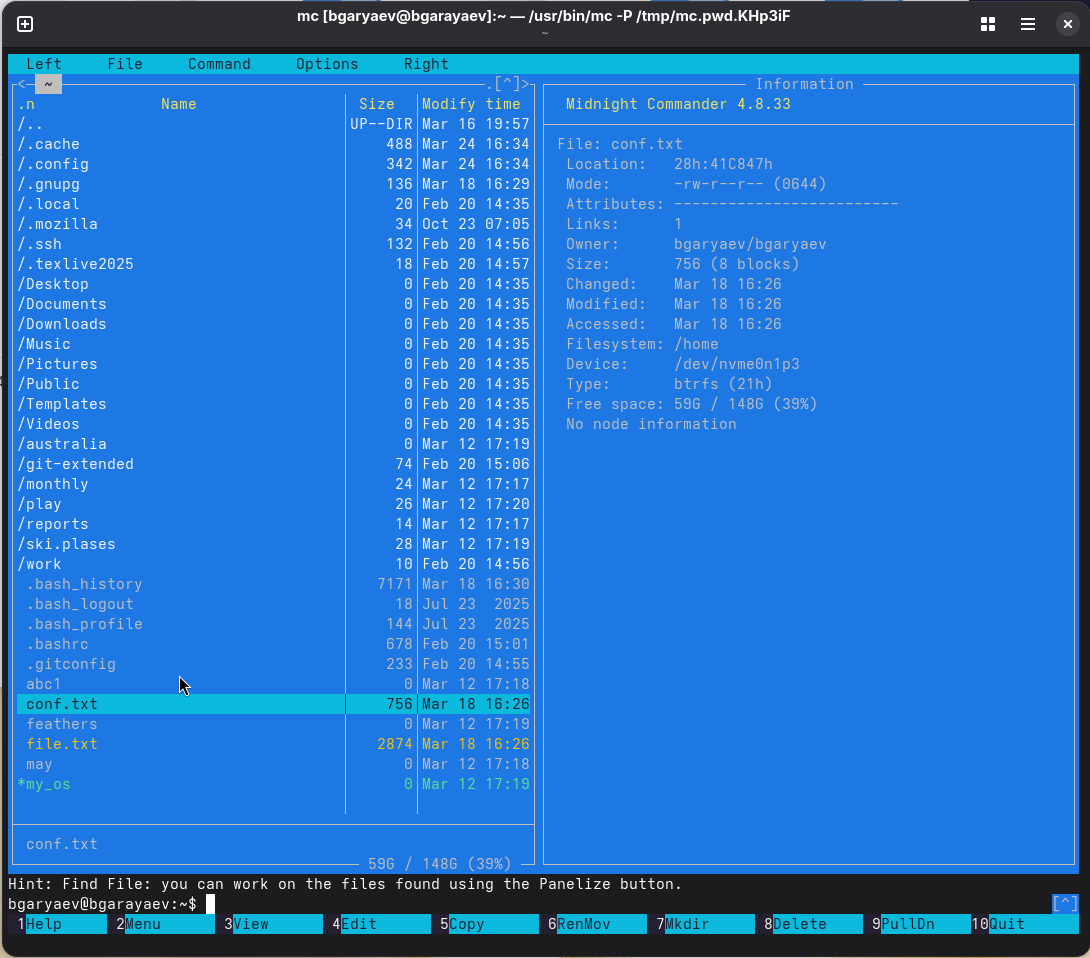 mc [bgaryaev@bgarayaev]:~ — /usr/bin/mc -P /tmp/mc.pwd.KHp3iF
~
Left File Command Options Right
<─ ~ ─.[^]>
.n Name Size Modify time
/.. UP--DIR Mar 16 19:57
/.cache 488 Mar 24 16:34
/.config 342 Mar 24 16:34
/.gnupg 136 Mar 18 16:29
/.local 20 Feb 20 14:35
/.mozilla 34 Oct 23 07:05
/.ssh 132 Feb 20 14:56
/.texlive2025 18 Feb 20 14:57
/Desktop 0 Feb 20 14:35
/Documents 0 Feb 20 14:35
/Downloads 0 Feb 20 14:35
/Music 0 Feb 20 14:35
/Pictures 0 Feb 20 14:35
/Public 0 Feb 20 14:35
/Templates 0 Feb 20 14:35
/Videos 0 Feb 20 14:35
/australia 0 Mar 12 17:19
/git-extended 74 Feb 20 15:06
/monthly 24 Mar 12 17:17
/play 26 Mar 12 17:20
/reports 14 Mar 12 17:17
/ski.plases 28 Mar 12 17:19
/work 10 Feb 20 14:56
.bash_history 7171 Mar 18 16:30
.bash_logout 18 Jul 23 2025
.bash_profile 144 Jul 23 2025
.bashrc 678 Feb 20 15:01
.gitconfig 233 Feb 20 14:55
abc1 0 Mar 12 17:18
conf.txt 756 Mar 18 16:26
feathers 0 Mar 12 17:19
file.txt 2874 Mar 18 16:26
may 0 Mar 12 17:18
*my_os 0 Mar 12 17:19
conf.txt
59G / 148G (39%)
Information
Midnight Commander 4.8.33
File: conf.txt
Location: 28h:41C847h
Mode: -rw-r--r-- (0644)
Attributes: -------------------------
Links: 1
Owner: bgaryaev/bgaryaev
Size: 756 (8 blocks)
Changed: Mar 18 16:26
Modified: Mar 18 16:26
Accessed: Mar 18 16:26
Filesystem: /home
Device: /dev/nvme0n1p3
Type: btrfs (21h)
Free space: 59G / 148G (39%)
No node information
Hint: Find File: you can work on the files found using the Panelize button.
bgaryaev@bgarayaev:~$ [^]
1Help 2Menu 3View 4Edit 5Copy 6RenMov 7Mkdir 8Delete 9PullDn 10Quit